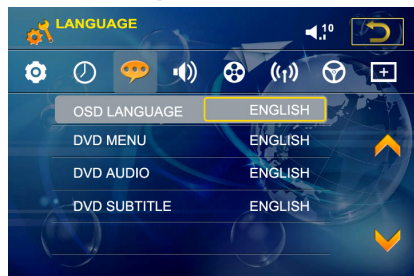 LANGUAGE
10
OSD LANGUAGE ENGLISH
DVD MENU ENGLISH
DVD AUDIO ENGLISH
DVD SUBTITLE ENGLISH